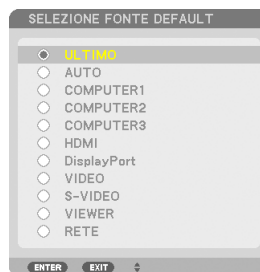 SELEZIONE FONTE DEFAULT
ULTIMO
AUTO
COMPUTER1
COMPUTER2
COMPUTER3
HDMI
DisplayPort
VIDEO
S-VIDEO
VIEWER
RETE
ENTER EXIT